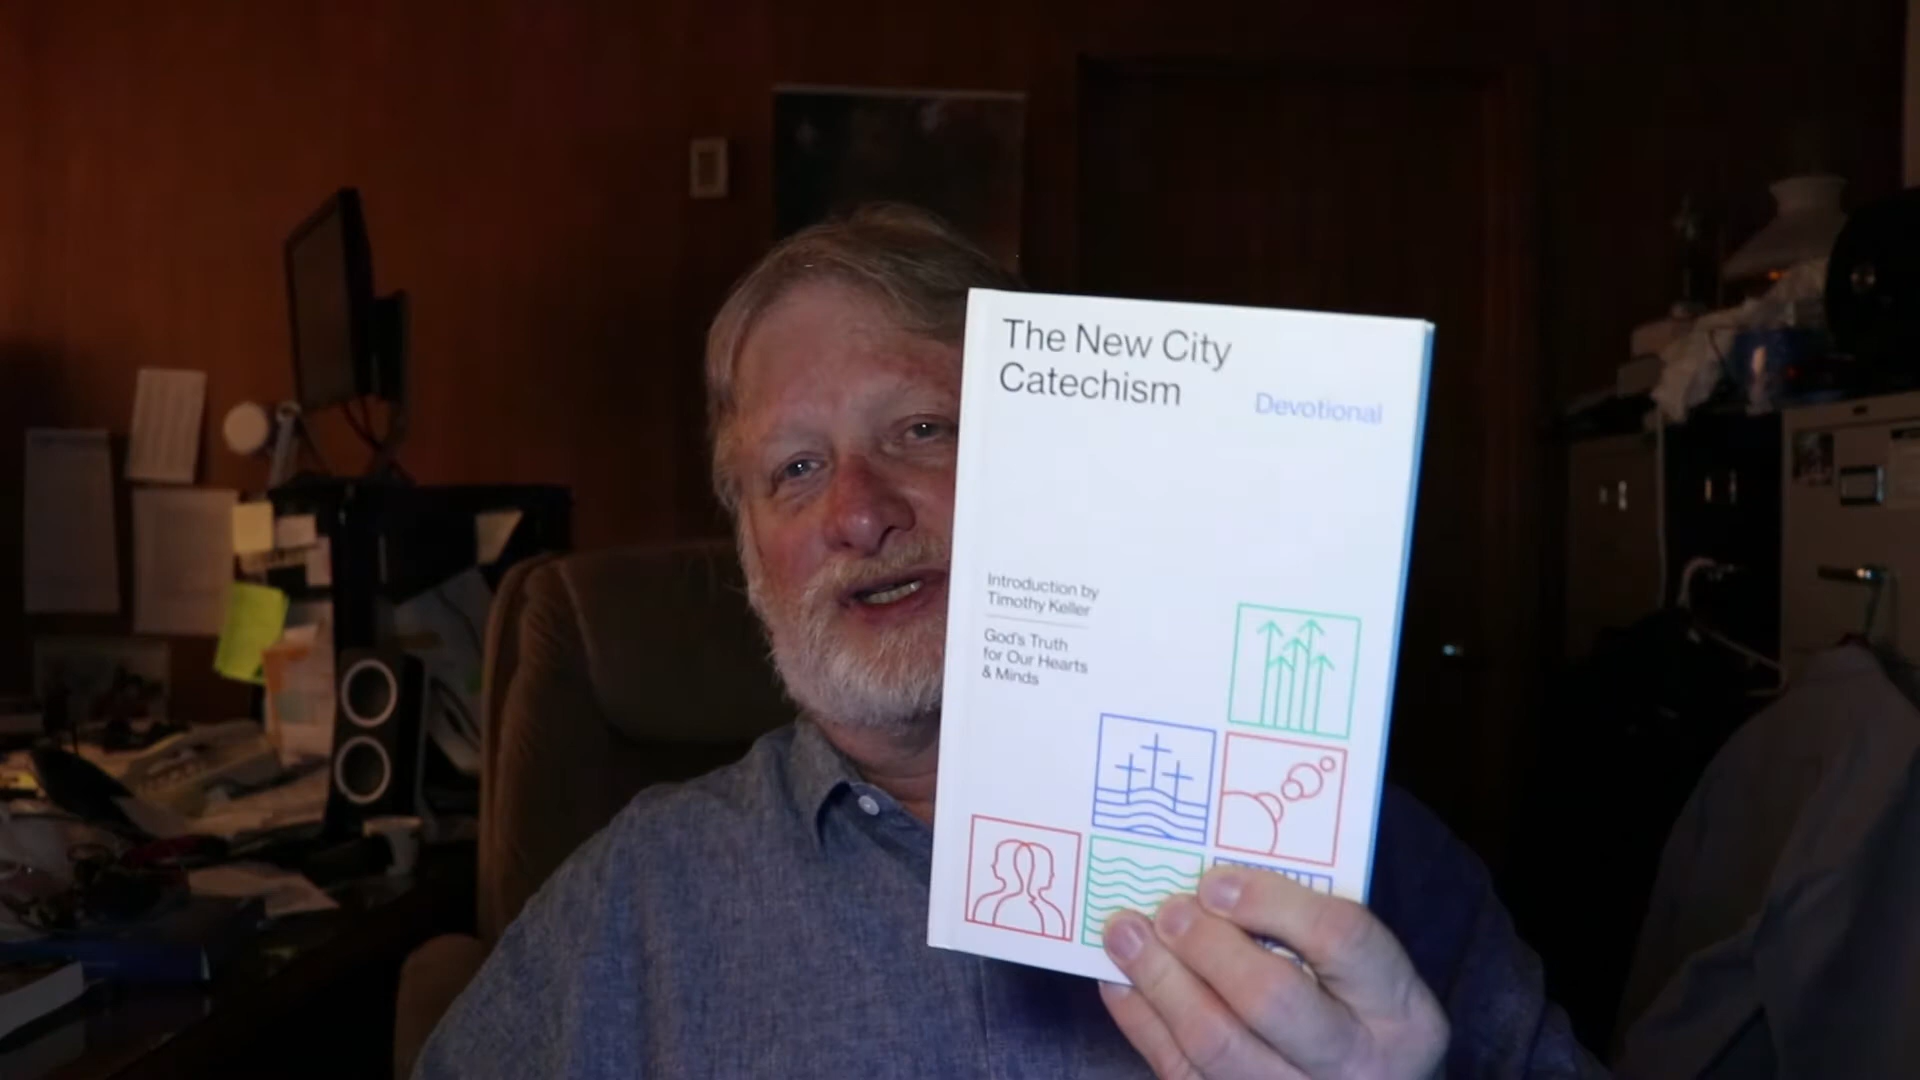 The New City
Catechism
Devotional
Introduction by
Timothy Keller
God's Truth
for Our Hearts
& Minds